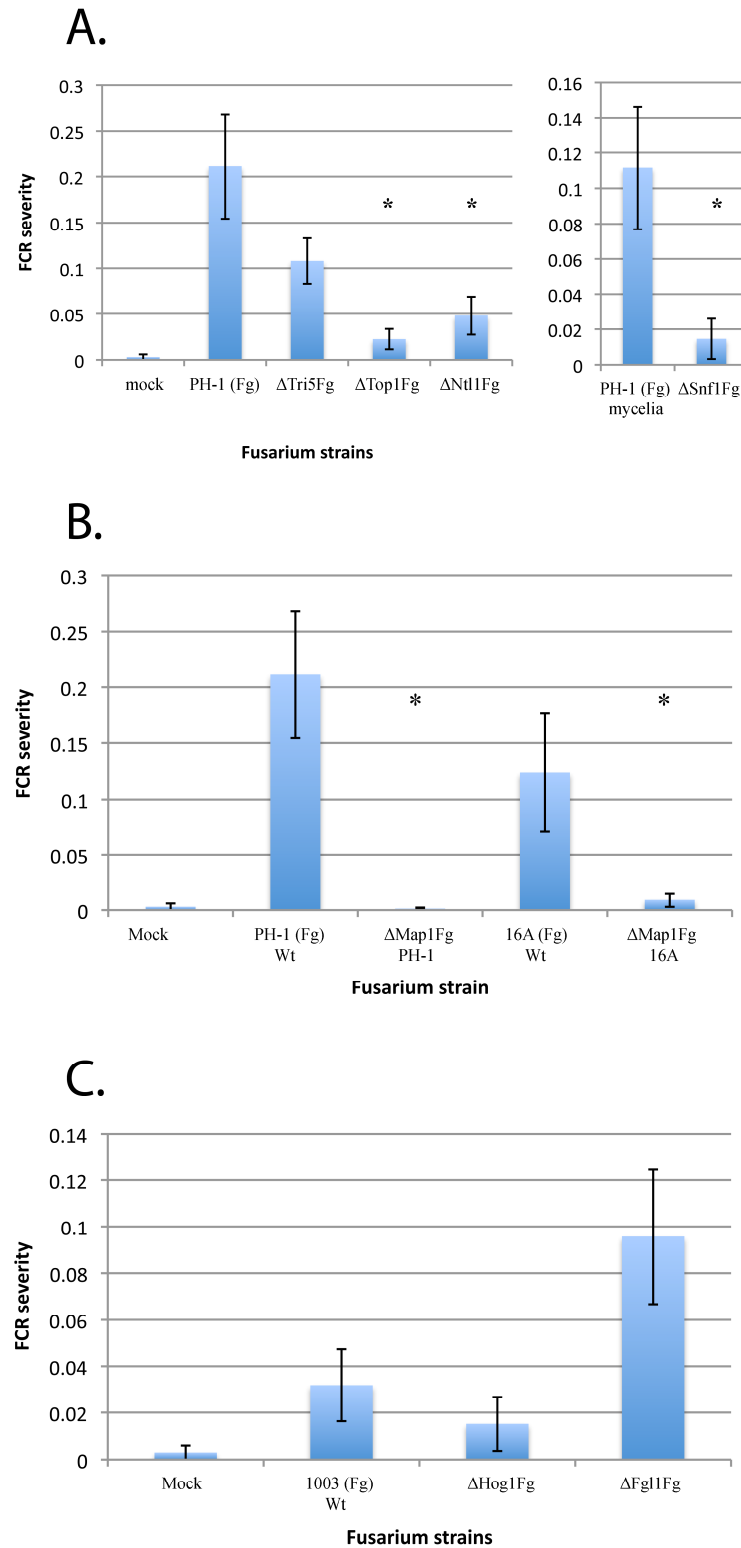 A.
0.3
0.25
0.2
0.15
0.1
0.05
0
FCR severity
* *
mock PH-1 (Fg) ΔTri5Fg ΔTop1Fg ΔNtl1Fg
Fusarium strains
0.16
0.14
0.12
0.1
0.08
0.06
0.04
0.02
0
*
PH-1 (Fg) ΔSnf1Fg
mycelia
B.
0.3
0.25
0.2
0.15
0.1
0.05
0
FCR severity
* *
Mock PH-1 (Fg) ΔMap1Fg 16A (Fg) ΔMap1Fg
Wt PH-1 Wt 16A
Fusarium strain
C.
0.14
0.12
0.1
0.08
0.06
0.04
0.02
0
FCR severity
Mock 1003 (Fg) ΔHog1Fg ΔFgl1Fg
Wt
Fusarium strains